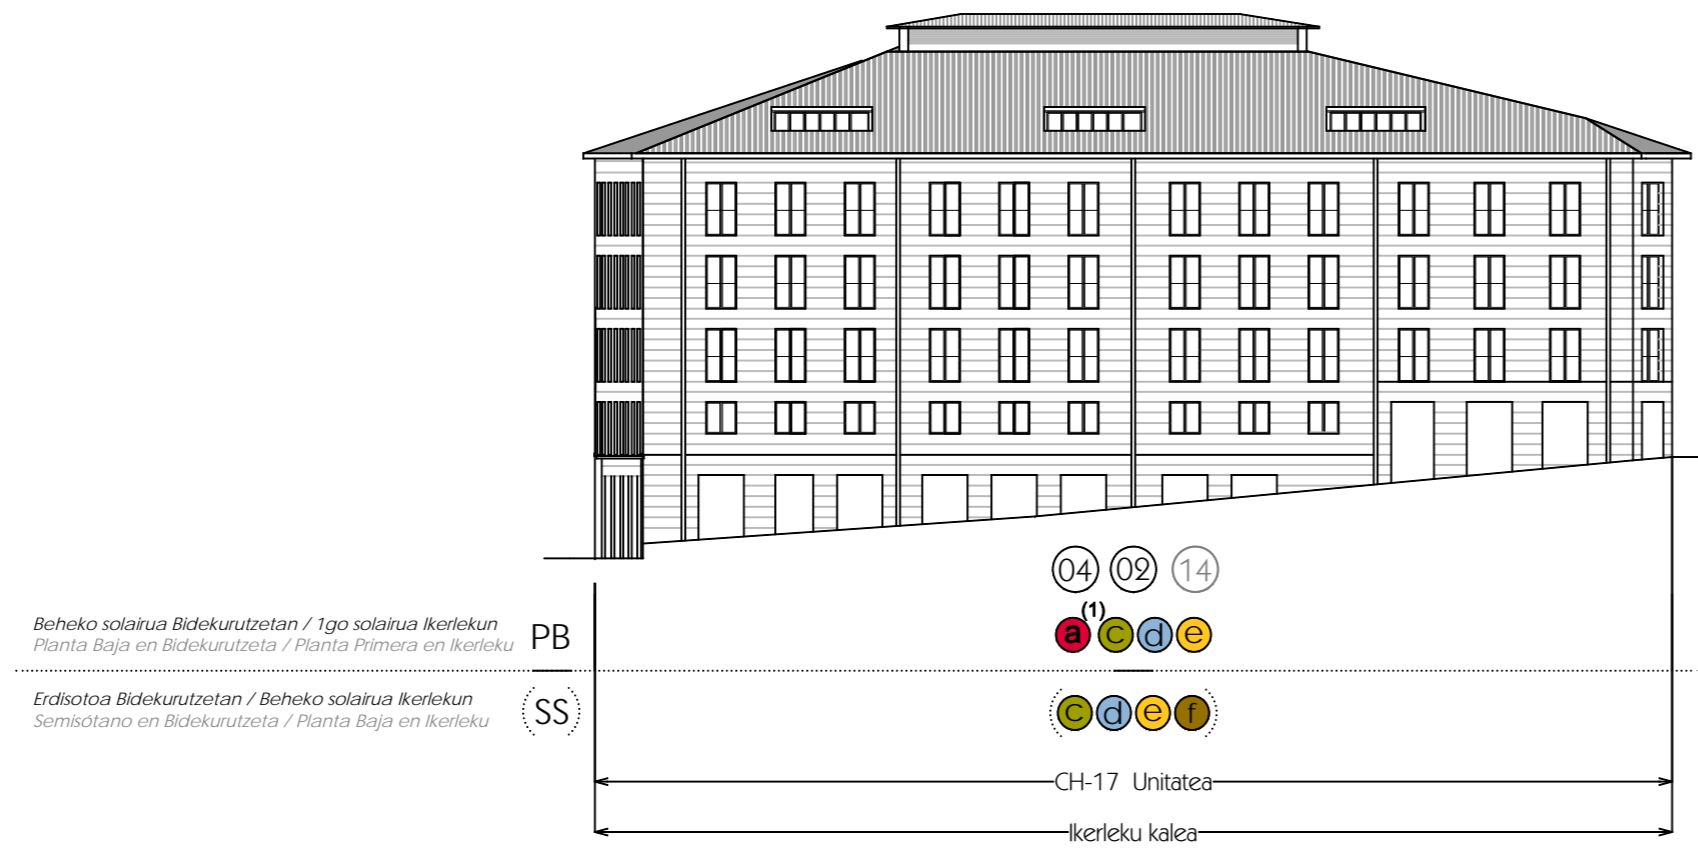 04 02 14
(1)
a c d e
Beheko solairua Bidekurutzetan / 1go solairua Ikerlekun
Planta Baja en Bidekurutzeta / Planta Primera en Ikerleku
PB
Erdisotoa Bidekurutzetan / Beheko solairua Ikerlekun
Semisótano en Bidekurutzeta / Planta Baja en Ikerleku
(SS)
(c d e f)
CH-17 Unitatea
Ikerleku kalea